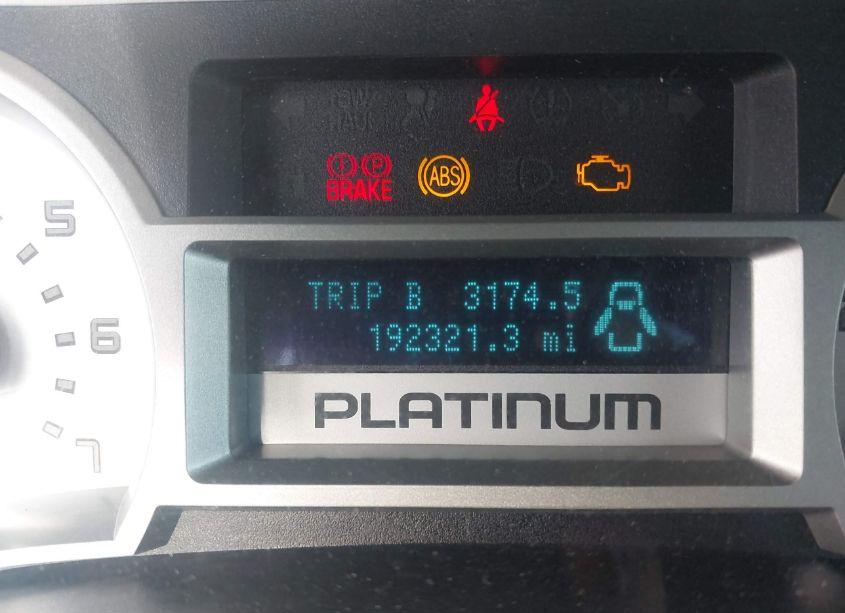 BRAKE
ABS
5
TRIP B 3174.5
192321.3 mi
6
PLATINUM
7